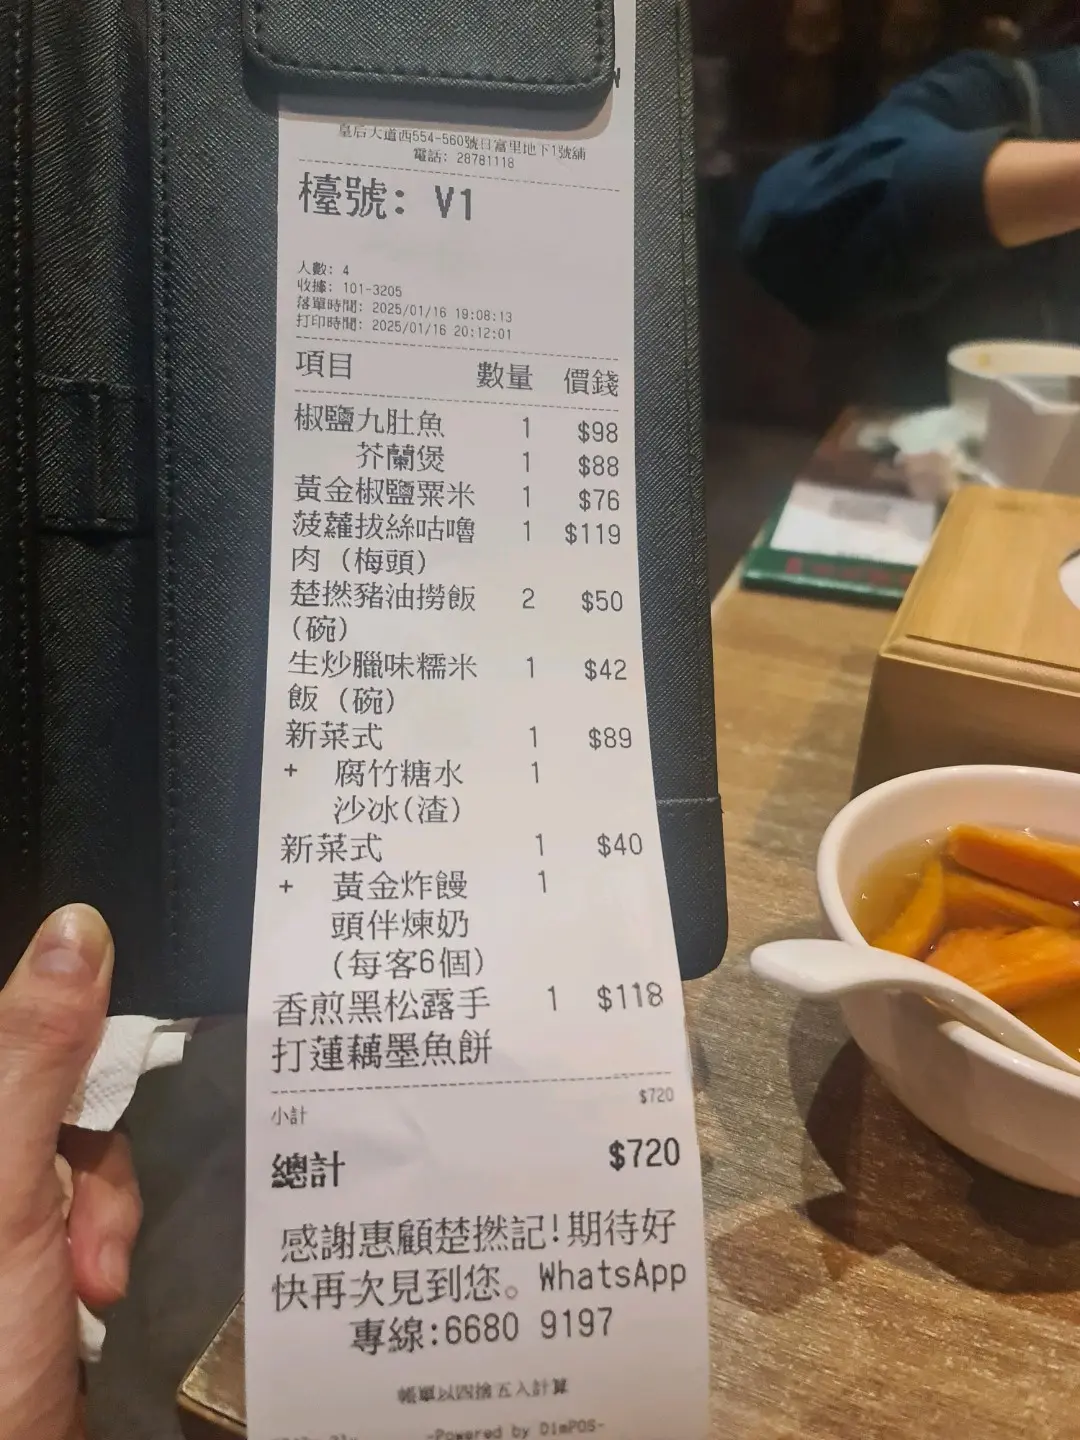 皇后大道西554-560號日富里地下1號舖
電話: 28781118
檯號: V1
人數: 4
收據: 101-3205
落單時間: 2025/01/16 19:08:13
打印時間: 2025/01/16 20:12:01
項目 數量 價錢
椒鹽九肚魚 1 $98
芥蘭煲 1 $88
黃金椒鹽粟米 1 $76
菠蘿拔絲咕嚕 1 $119
肉 (梅頭)
楚撚豬油撈飯 2 $50
(碗)
生炒臘味糯米 1 $42
飯 (碗)
新菜式 1 $89
+ 腐竹糖水 1
沙冰(渣)
新菜式 1 $40
+ 黃金炸饅 1
頭伴煉奶
(每客6個)
香煎黑松露手 1 $118
打蓮藕墨魚餅
小計 $720
總計 $720
感謝惠顧楚撚記!期待好
快再次見到您。WhatsApp
專線:6680 9197
帳單以四捨五入計算
-Powered by DimPOS-